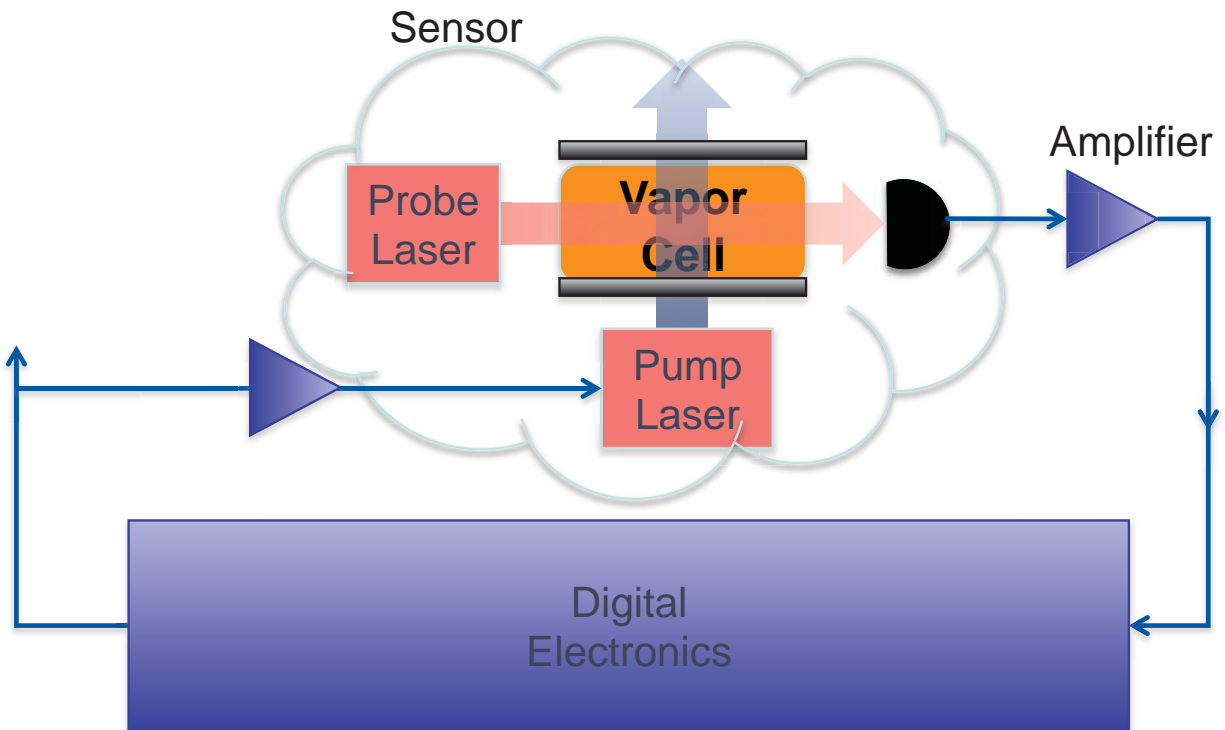 Sensor
Amplifier
Probe
Laser
Vapor
Cell
Pump
Laser
Digital
Electronics